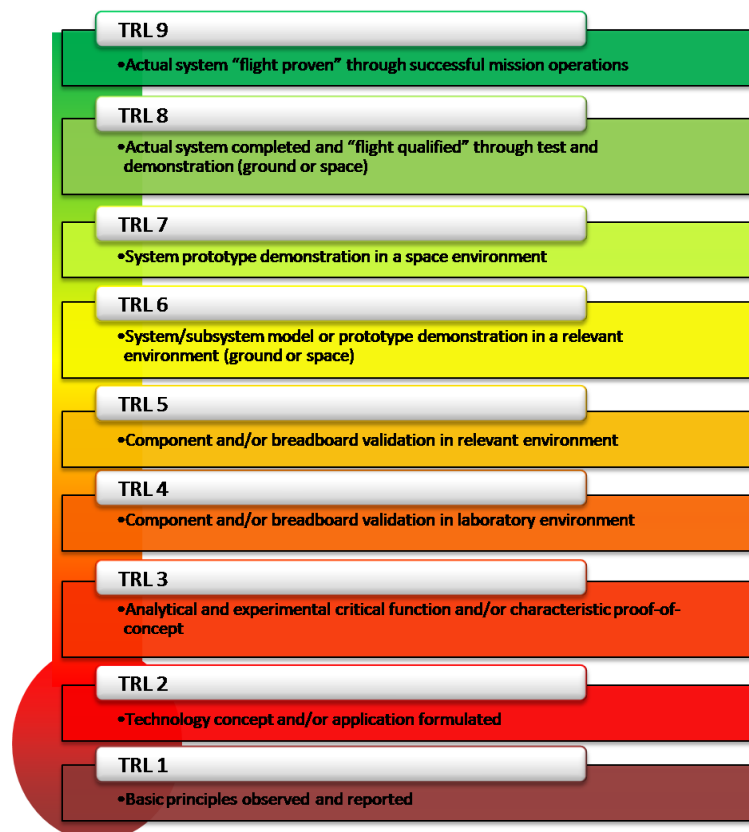 TRL 9
•Actual system “flight proven” through successful mission operations
TRL 8
•Actual system completed and “flight qualified” through test and
demonstration (ground or space)
TRL 7
•System prototype demonstration in a space environment
TRL 6
•System/subsystem model or prototype demonstration in a relevant
environment (ground or space)
TRL 5
•Component and/or breadboard validation in relevant environment
TRL 4
•Component and/or breadboard validation in laboratory environment
TRL 3
•Analytical and experimental critical function and/or characteristic proof-of-
concept
TRL 2
•Technology concept and/or application formulated
TRL 1
•Basic principles observed and reported